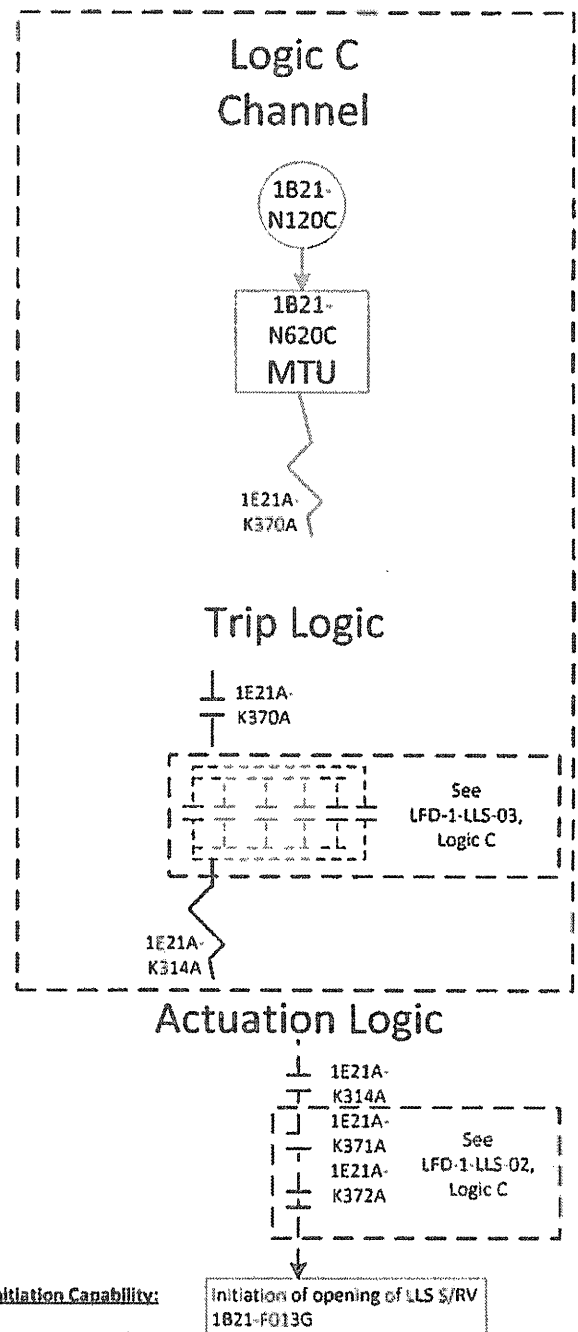 Logic C
Channel
1B21-
N120C
1B21-
N620C
MTU
1E21A-
K370A
Trip Logic
1E21A-
K370A
See
LFD-1-LLS-03,
Logic C
1E21A-
K314A
Actuation Logic
1E21A-
K314A
1E21A-
K371A
1E21A-
K372A
See
LFD-1-LLS-02,
Logic C
nitiation Capability:
Initiation of opening of LLS S/RV
1B21-F013G